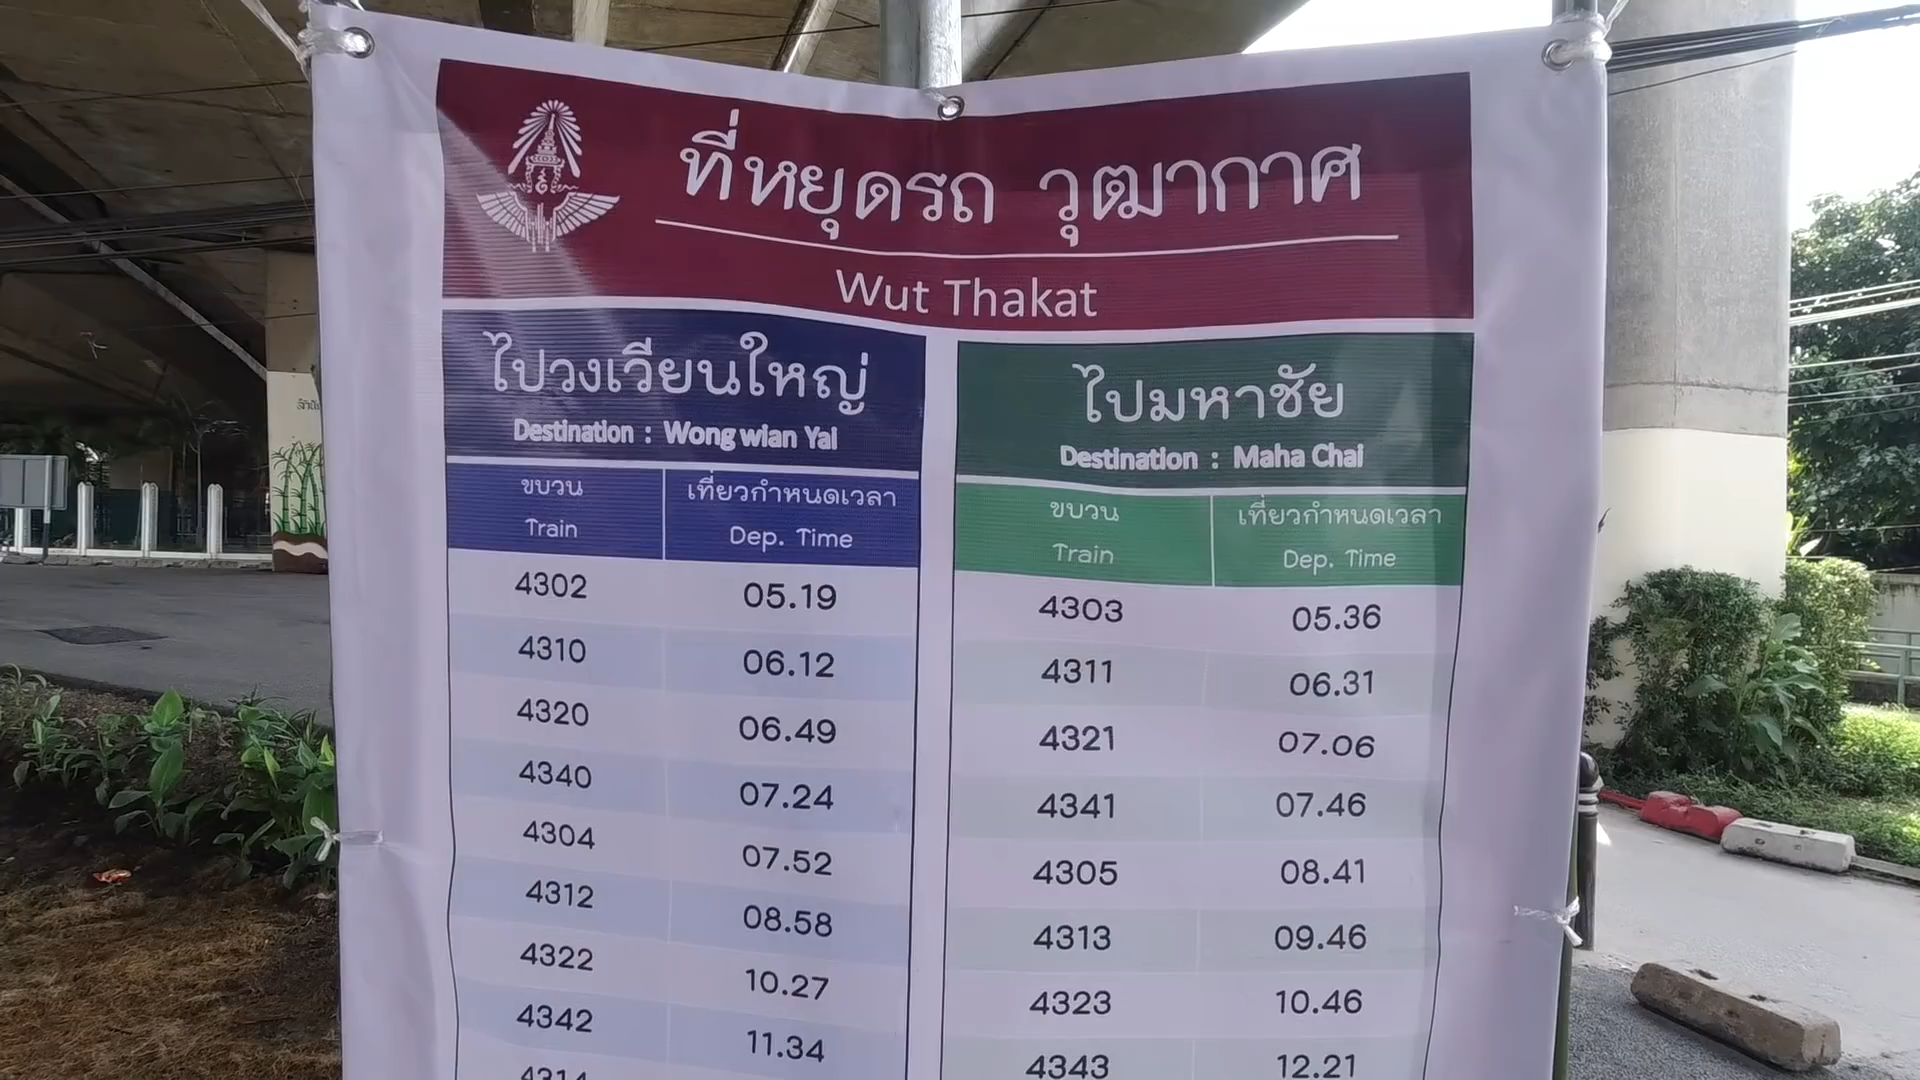 ที่หยุดรถ วุฒากาศ
Wut Thakat
ไปวงเวียนใหญ่
Destination : Wong wian Yai
ขบวน เที่ยวกำหนดเวลา
Train Dep. Time
4302 05.19
4310 06.12
4320 06.49
4340 07.24
4304 07.52
4312 08.58
4322 10.27
4342 11.34
4314
ไปมหาชัย
Destination : Maha Chai
ขบวน เที่ยวกำหนดเวลา
Train Dep. Time
4303 05.36
4311 06.31
4321 07.06
4341 07.46
4305 08.41
4313 09.46
4323 10.46
4343 12.21